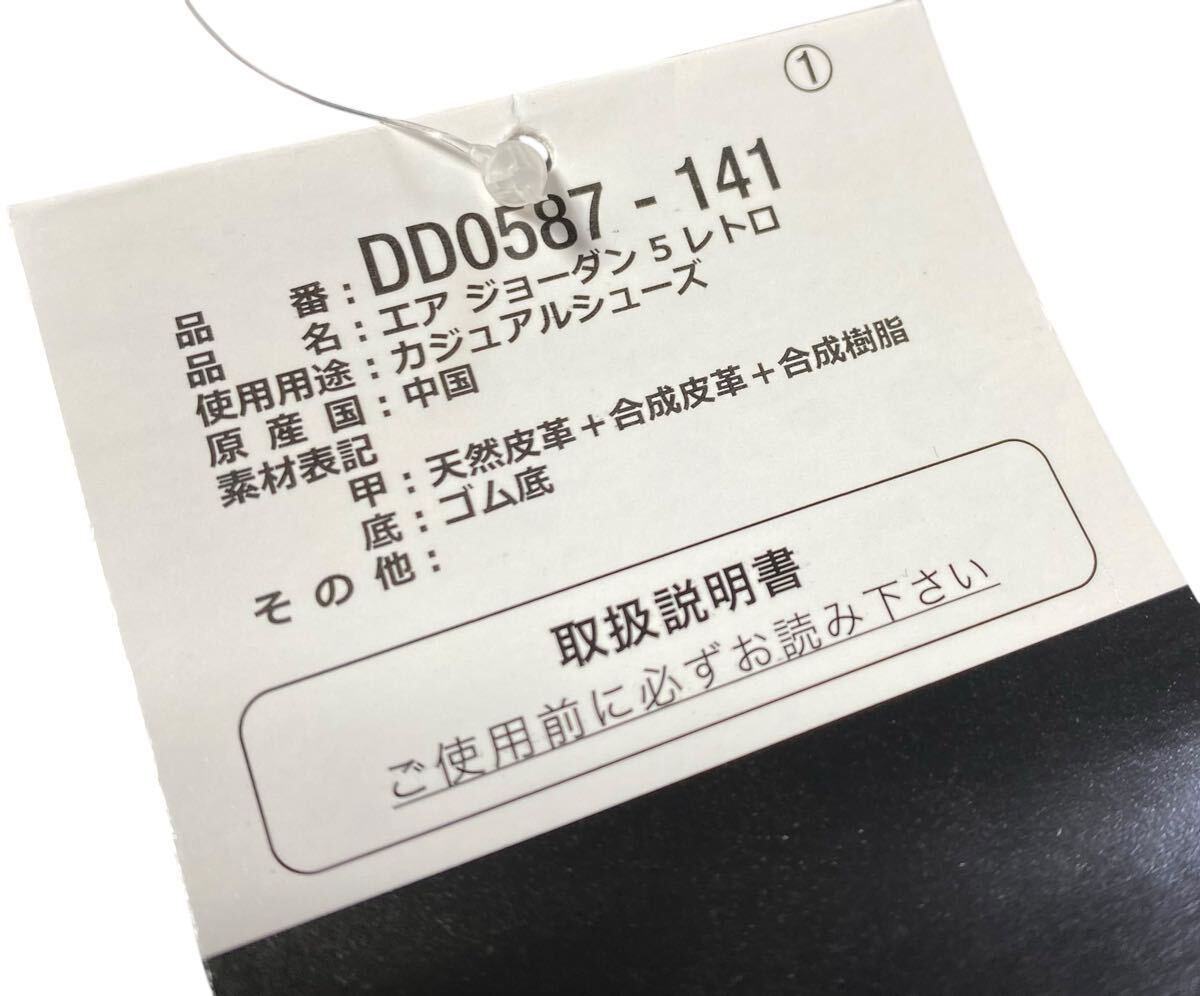 ①
品番：DD0587-141
品名：エア ジョーダン 5 レトロ
使用用途：カジュアルシューズ
原産国：中国
素材表記
甲：天然皮革＋合成皮革＋合成樹脂
底：ゴム底
その他：
取扱説明書
ご使用前に必ずお読み下さい